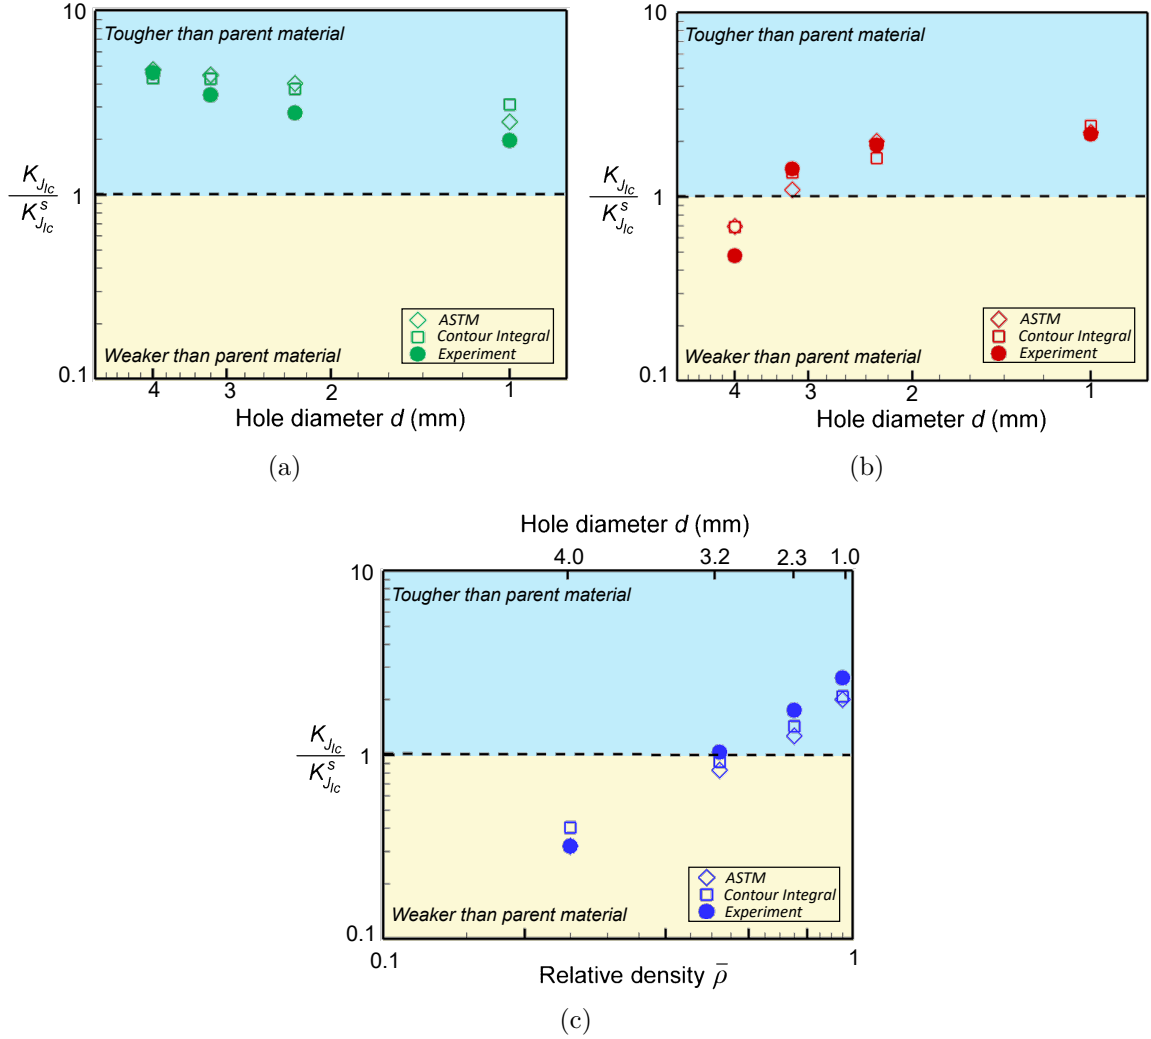 10
Tougher than parent material
K_{J_{Ic}}
K^{s}_{J_{Ic}}
1
ASTM
Contour Integral
Experiment
Weaker than parent material
0.1
4 3 2 1
Hole diameter d (mm)
(a)
10
Tougher than parent material
K_{J_{Ic}}
K^{s}_{J_{Ic}}
1
ASTM
Contour Integral
Experiment
Weaker than parent material
0.1
4 3 2 1
Hole diameter d (mm)
(b)
Hole diameter d (mm)
4.0 3.2 2.3 1.0
10
Tougher than parent material
K_{J_{Ic}}
K^{s}_{J_{Ic}}
1
ASTM
Contour Integral
Experiment
Weaker than parent material
0.1
0.1 1
Relative density ρ̄
(c)